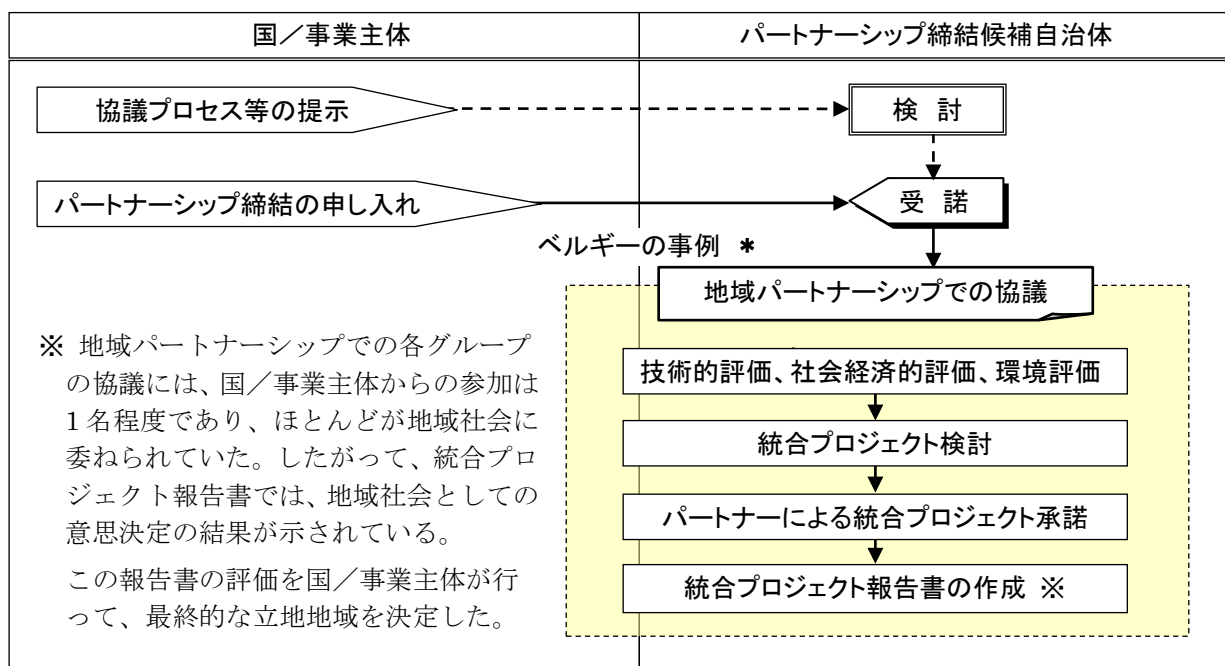 国／事業主体
パートナーシップ締結候補自治体
協議プロセス等の提示
検 討
パートナーシップ締結の申し入れ
受 諾
ベルギーの事例 *
地域パートナーシップでの協議
※ 地域パートナーシップでの各グループ
の協議には、国／事業主体からの参加は
1名程度であり、ほとんどが地域社会に
委ねられていた。したがって、統合プロ
ジェクト報告書では、地域社会としての
意思決定の結果が示されている。
この報告書の評価を国／事業主体が行
って、最終的な立地地域を決定した。
技術的評価、社会経済的評価、環境評価
統合プロジェクト検討
パートナーによる統合プロジェクト承諾
統合プロジェクト報告書の作成 ※